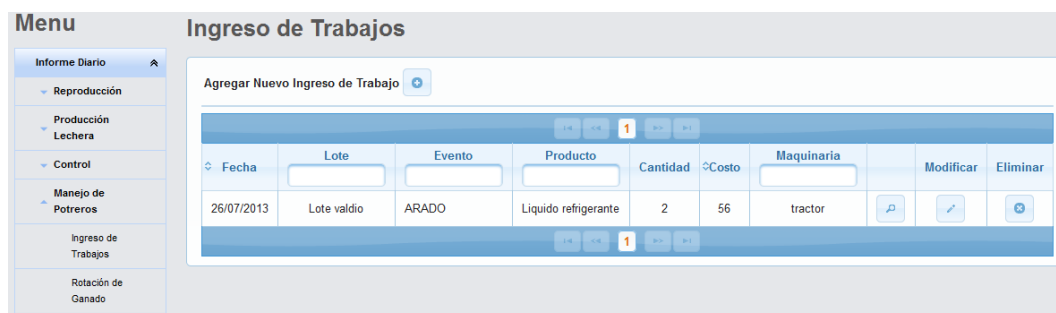 Menu
Ingreso de Trabajos
Informe Diario
Reproducción
Producción
Lechera
Control
Manejo de
Potreros
Ingreso de
Trabajos
Rotación de
Ganado
Agregar Nuevo Ingreso de Trabajo
1
Fecha Lote Evento Producto Cantidad Costo Maquinaria Modificar Eliminar
26/07/2013 Lote valdio ARADO Liquido refrigerante 2 56 tractor
1